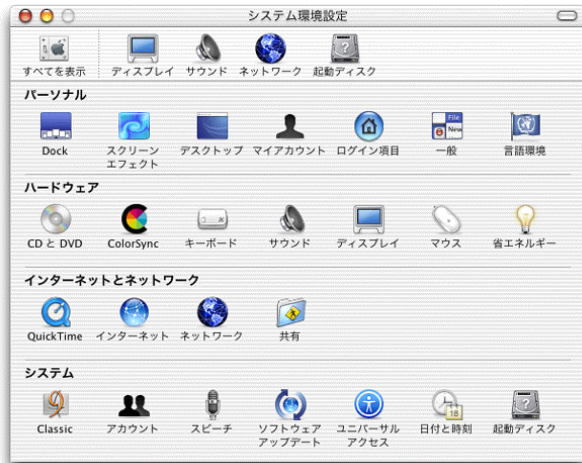 システム環境設定
すべてを表示 ディスプレイ サウンド ネットワーク 起動ディスク
パーソナル
Dock スクリーン エフェクト デスクトップ マイアカウント ログイン項目 一般 言語環境
File
New
ハードウェア
CD と DVD ColorSync キーボード サウンド ディスプレイ マウス 省エネルギー
インターネットとネットワーク
QuickTime インターネット ネットワーク 共有
システム
9
18
Classic アカウント スピーチ ソフトウェア アップデート ユニバーサル アクセス 日付と時刻 起動ディスク